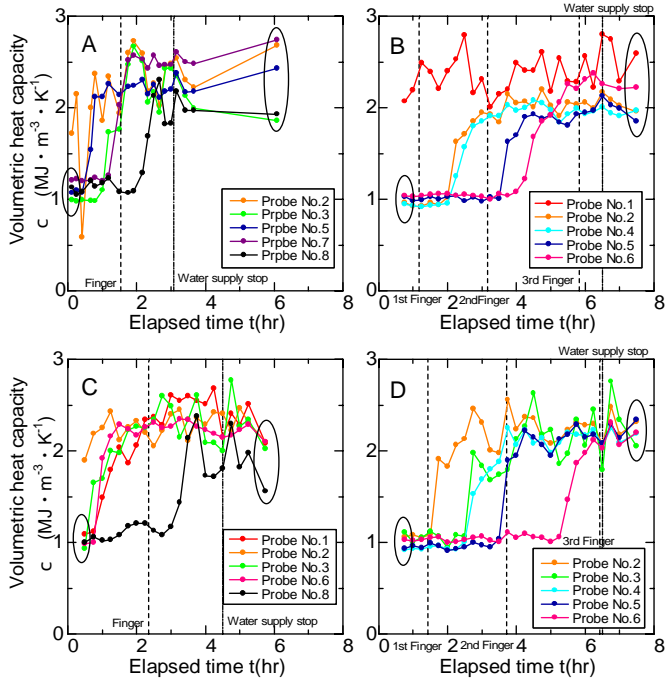 Water supply stop
3
A
Volumetric heat capacity
c (MJ・m⁻³・K⁻¹)
2
1
0
Probe No.2
Prpbe No.3
Probe No.5
Prpbe No.7
Prpbe No.8
Finger
Water supply stop
0 2 4 6 8
Elapsed time t(hr)
3
B
2
1
0
Probe No.1
Probe No.2
Probe No.4
Probe No.5
Probe No.6
3rd Finger
1st Finger
2ndFinger
0 2 4 6 8
Elapsed time t(hr)
3
C
Volumetric heat capacity
c (MJ・m⁻³・K⁻¹)
2
1
0
Probe No.1
Probe No.2
Probe No.3
Probe No.6
Probe No.8
Finger
Water supply stop
0 2 4 6 8
Elapsed time t(hr)
Water supply stop
3
D
2
1
0
3rd Finger
Probe No.2
Probe No.3
Probe No.4
Probe No.5
Probe No.6
1st Finger
2nd Finger
0 2 4 6 8
Elapsed time t(hr)